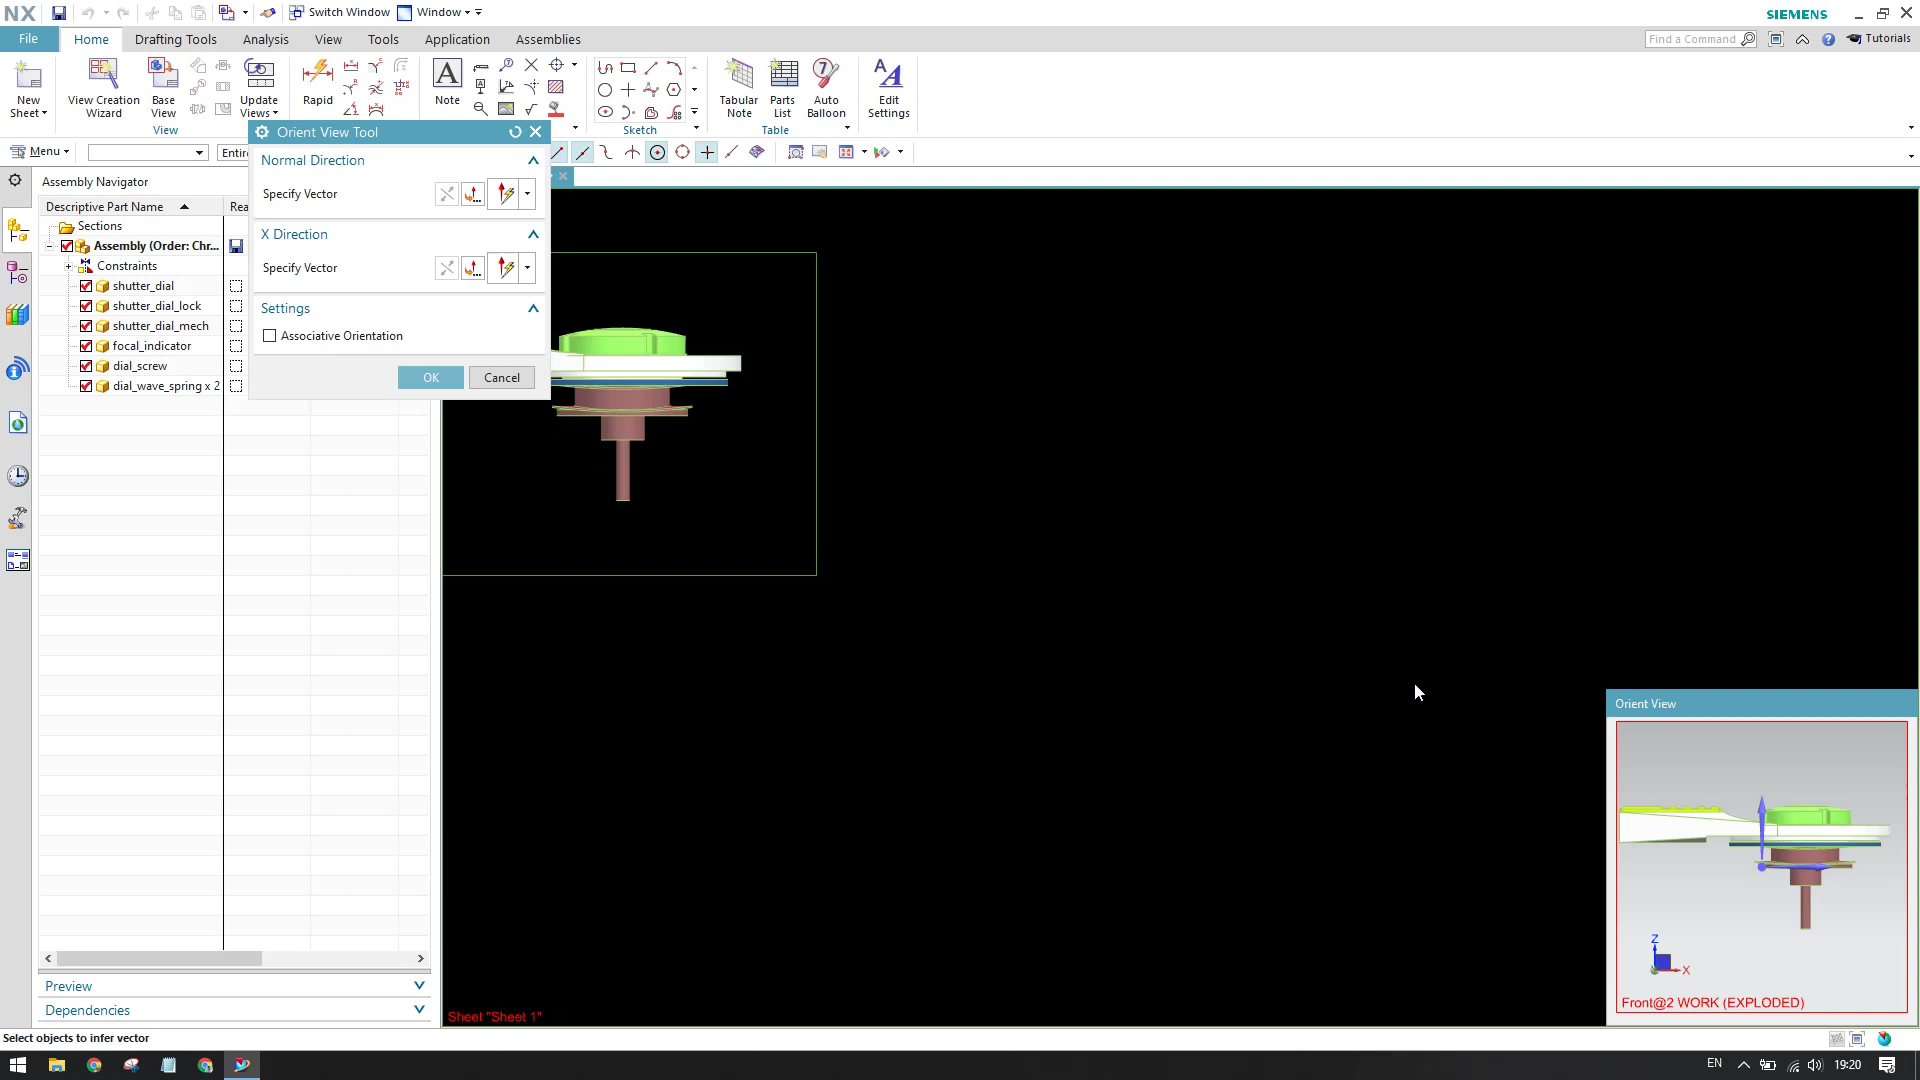 NX
Switch Window
Window
SIEMENS
File
Home
Drafting Tools
Analysis
View
Tools
Application
Assemblies
Find a Command
Tutorials
New
Sheet
View Creation
Wizard
Base
View
Update
Views
Rapid
Note
Tabular
Note
Parts
List
Auto
Balloon
Edit
Settings
View
Sketch
Table
Menu
Entire
Orient View Tool
Normal Direction
Specify Vector
X Direction
Specify Vector
Settings
Associative Orientation
OK
Cancel
Assembly Navigator
Descriptive Part Name
Rea
Sections
Assembly (Order: Chr...
Constraints
shutter_dial
shutter_dial_lock
shutter_dial_mech
focal_indicator
dial_screw
dial_wave_spring x 2
Preview
Dependencies
Sheet "Sheet 1"
Orient View
Z
X
Front@2 WORK (EXPLODED)
Select objects to infer vector
EN
19:20